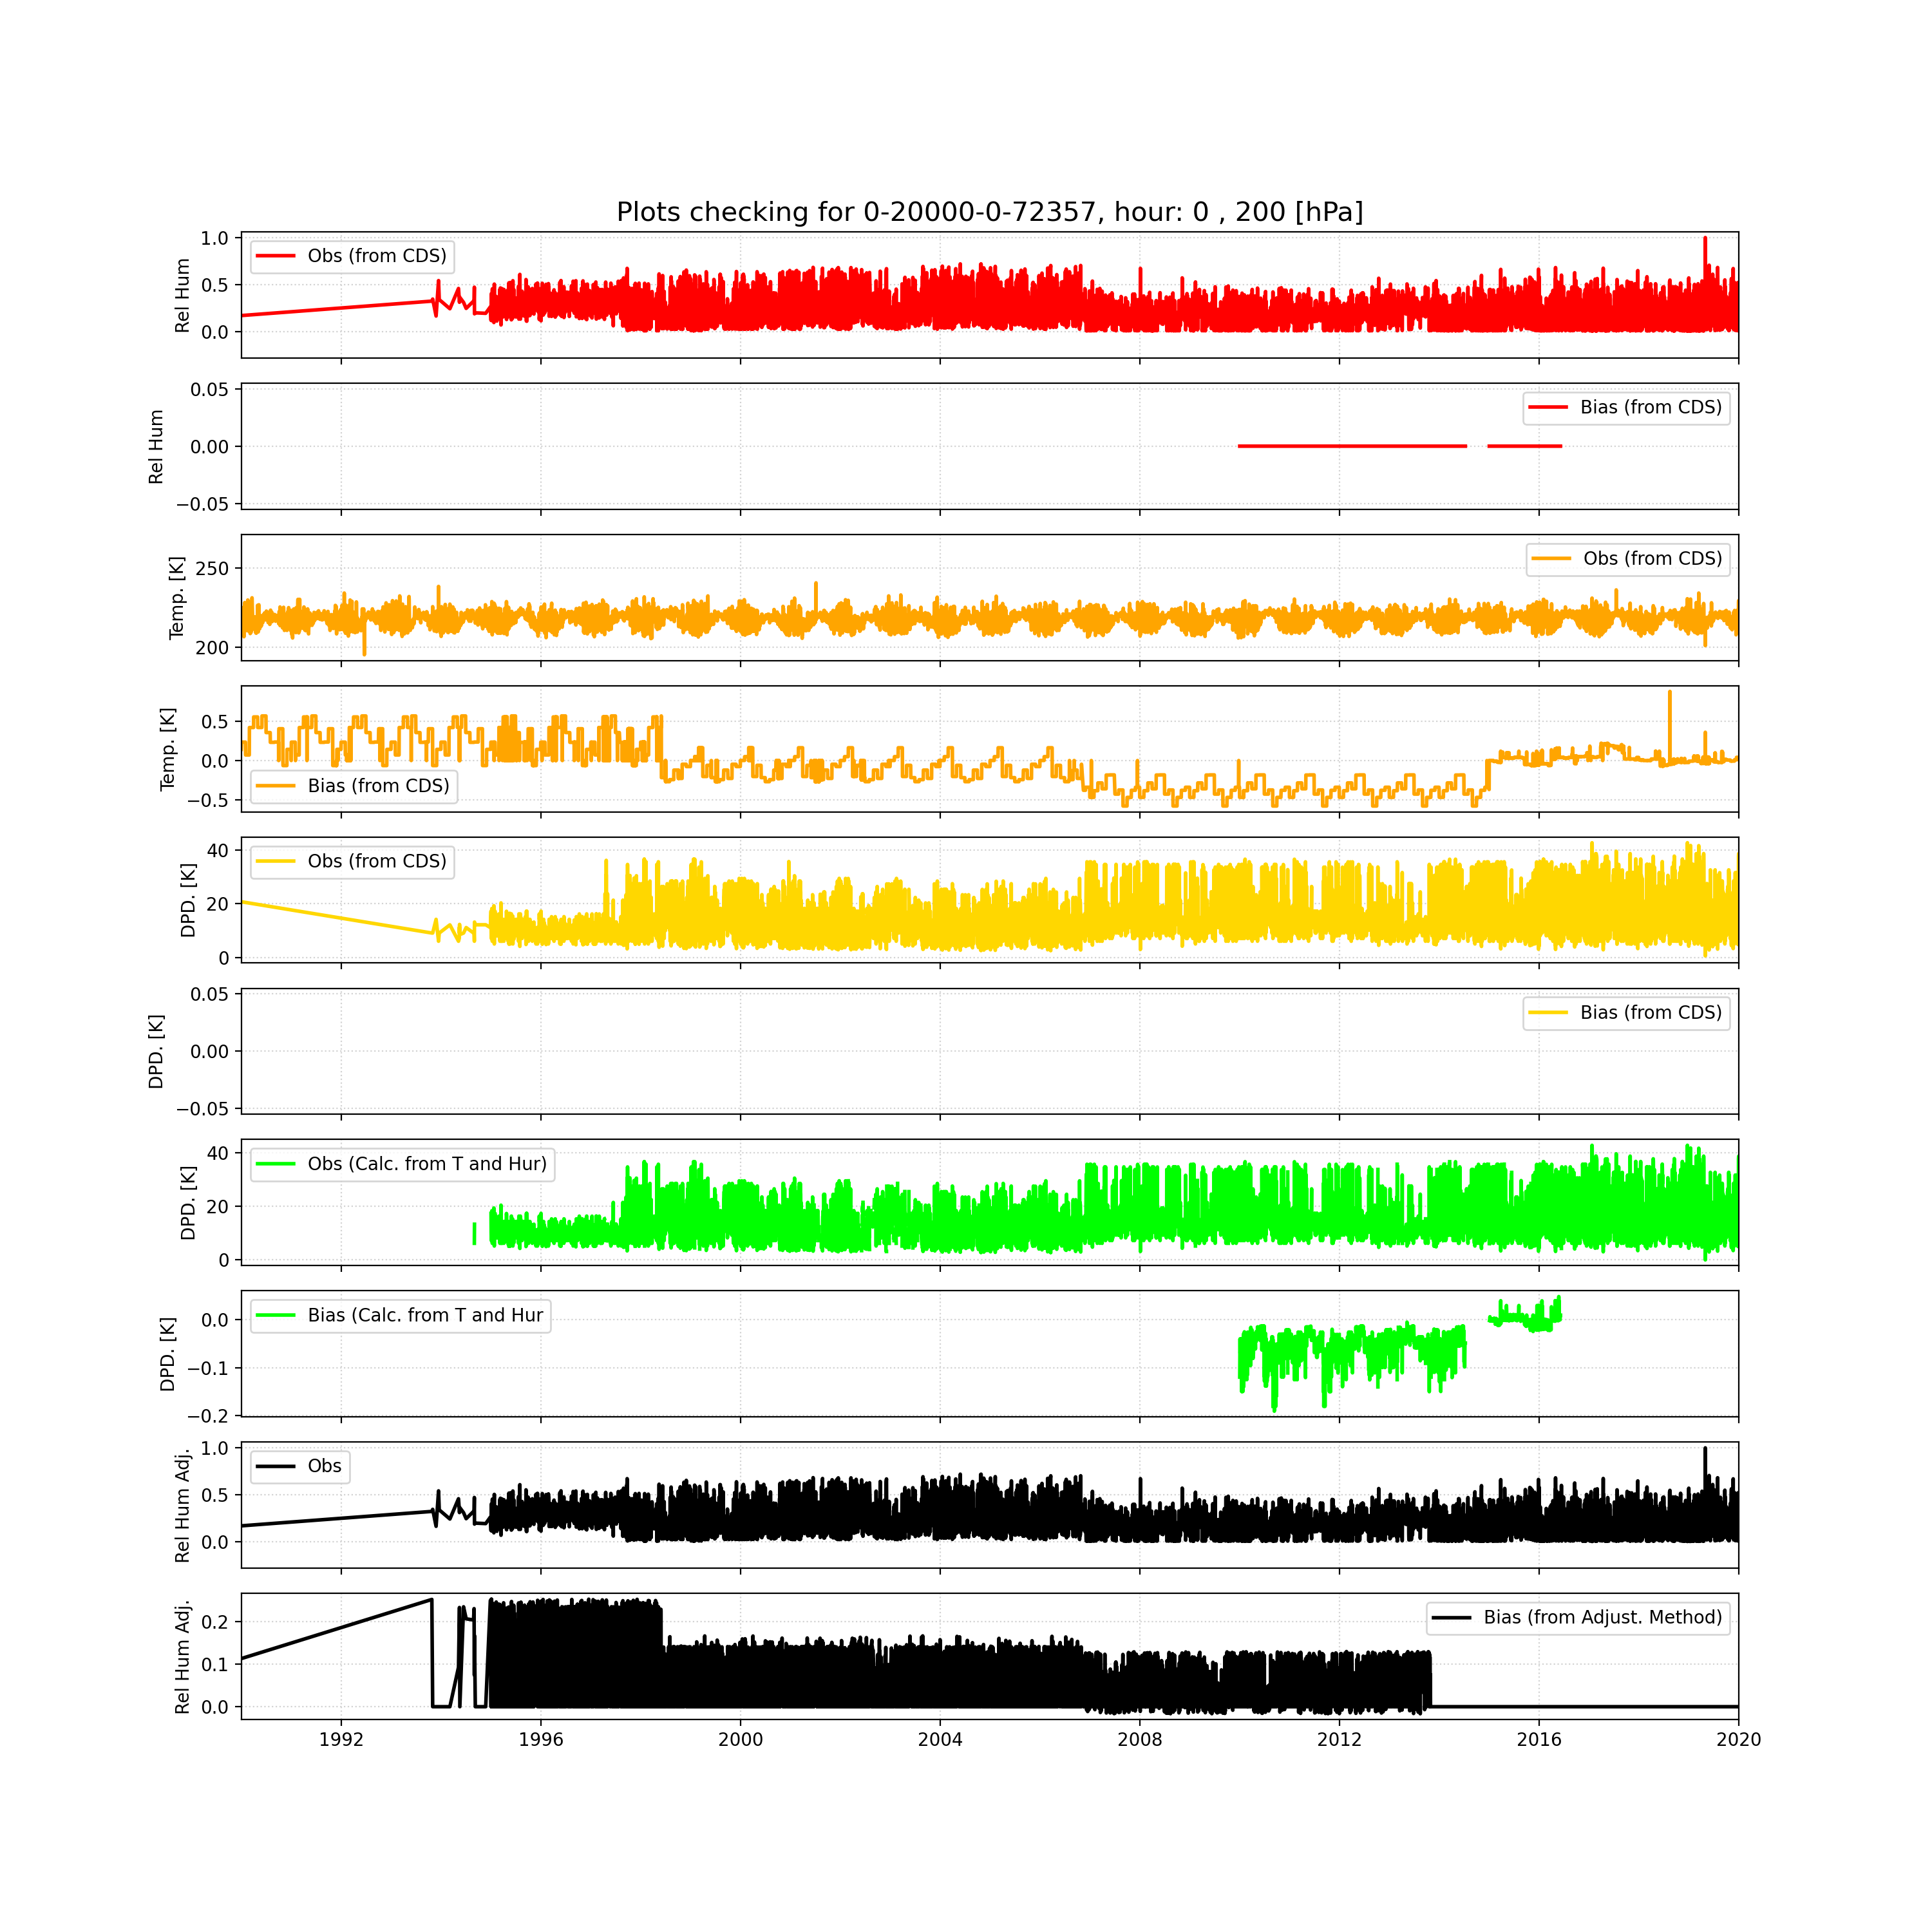 Plots checking for 0-20000-0-72357, hour: 0 , 200 [hPa]
1.0
0.5
0.0
Rel Hum
Obs (from CDS)
0.05
0.00
−0.05
Rel Hum
Bias (from CDS)
250
200
Temp. [K]
Obs (from CDS)
0.5
0.0
−0.5
Temp. [K]
Bias (from CDS)
40
20
0
DPD. [K]
Obs (from CDS)
0.05
0.00
−0.05
DPD. [K]
Bias (from CDS)
40
20
0
DPD. [K]
Obs (Calc. from T and Hur)
0.0
−0.1
−0.2
DPD. [K]
Bias (Calc. from T and Hur
1.0
0.5
0.0
Rel Hum Adj.
Obs
0.2
0.1
0.0
Rel Hum Adj.
Bias (from Adjust. Method)
1992 1996 2000 2004 2008 2012 2016 2020